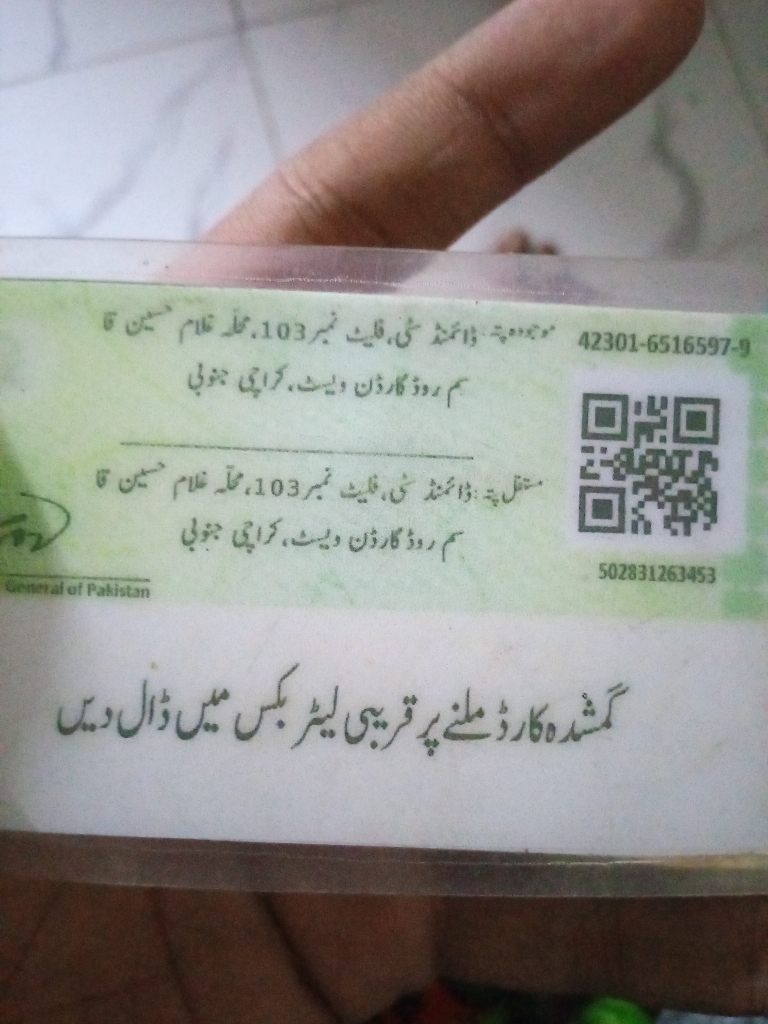 42301-6516597-9
موجودہ پتہ: ڈائمنڈ سٹی، فلیٹ نمبر 103، محلہ غلام حسین قا
سم روڈ گارڈن ویسٹ، کراچی جنوبی
مستقل پتہ: ڈائمنڈ سٹی، فلیٹ نمبر 103، محلہ غلام حسین قا
سم روڈ گارڈن ویسٹ، کراچی جنوبی
502831263453
General of Pakistan
گمشدہ کارڈ ملنے پر قریبی لیٹر بکس میں ڈال دیں